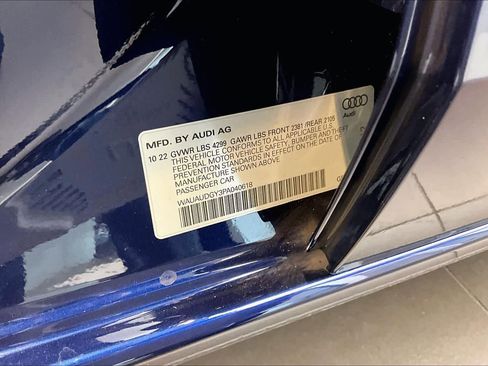 MFD. BY AUDI AG
Audi
10 22 GVWR LBS 4299 GAWR LBS FRONT 2381 /REAR 2105
THIS VEHICLE CONFORMS TO ALL APPLICABLE U.S.
FEDERAL MOTOR VEHICLE SAFETY, BUMPER AND THEFT
PREVENTION STANDARDS IN EFFECT ON THE DATE OF
MANUFACTURE SHOWN ABOVE.
PASSENGER CAR
WAUAUDGY3PA040618